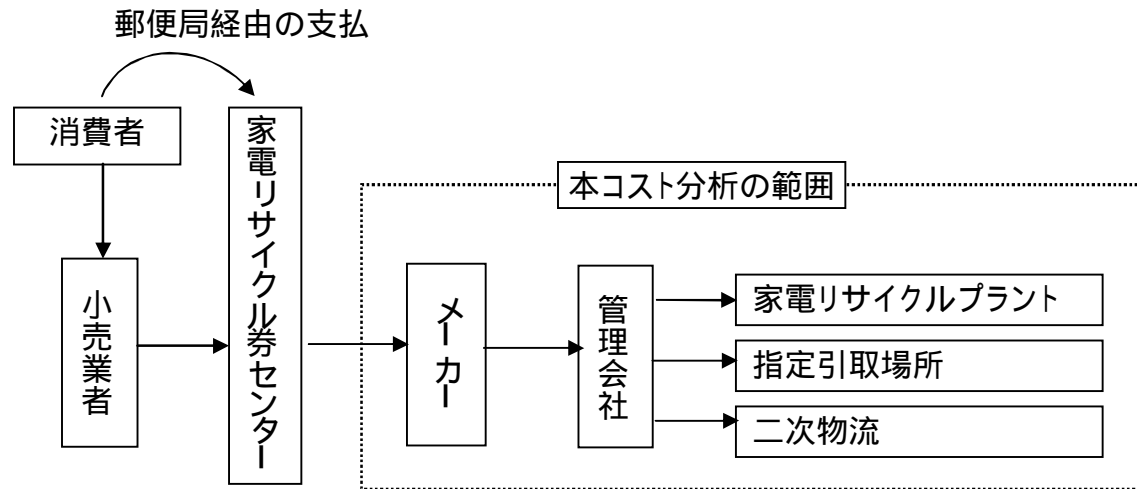 郵便局経由の支払
消費者
家電リサイクル券センター
本コスト分析の範囲
小売業者
メーカー
管理会社
家電リサイクルプラント
指定引取場所
二次物流